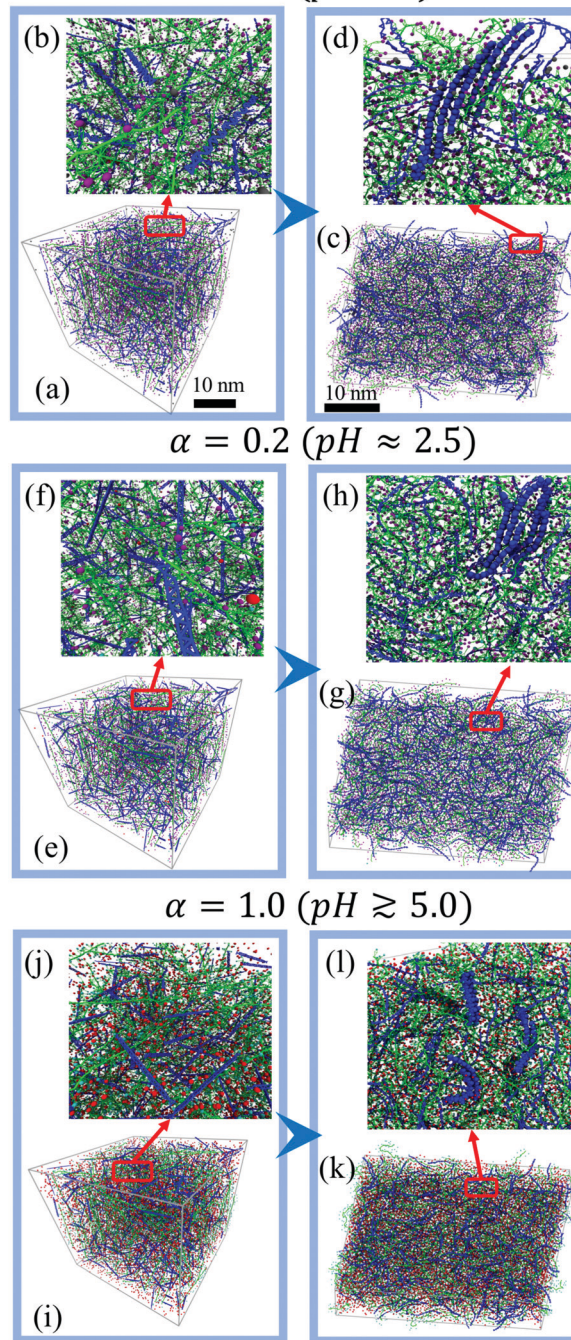 (b)
(d)
(c)
(a)
10 nm
10 nm
α = 0.2 (pH ≈ 2.5)
(f)
(h)
(g)
(e)
α = 1.0 (pH ≳ 5.0)
(j)
(l)
(k)
(i)